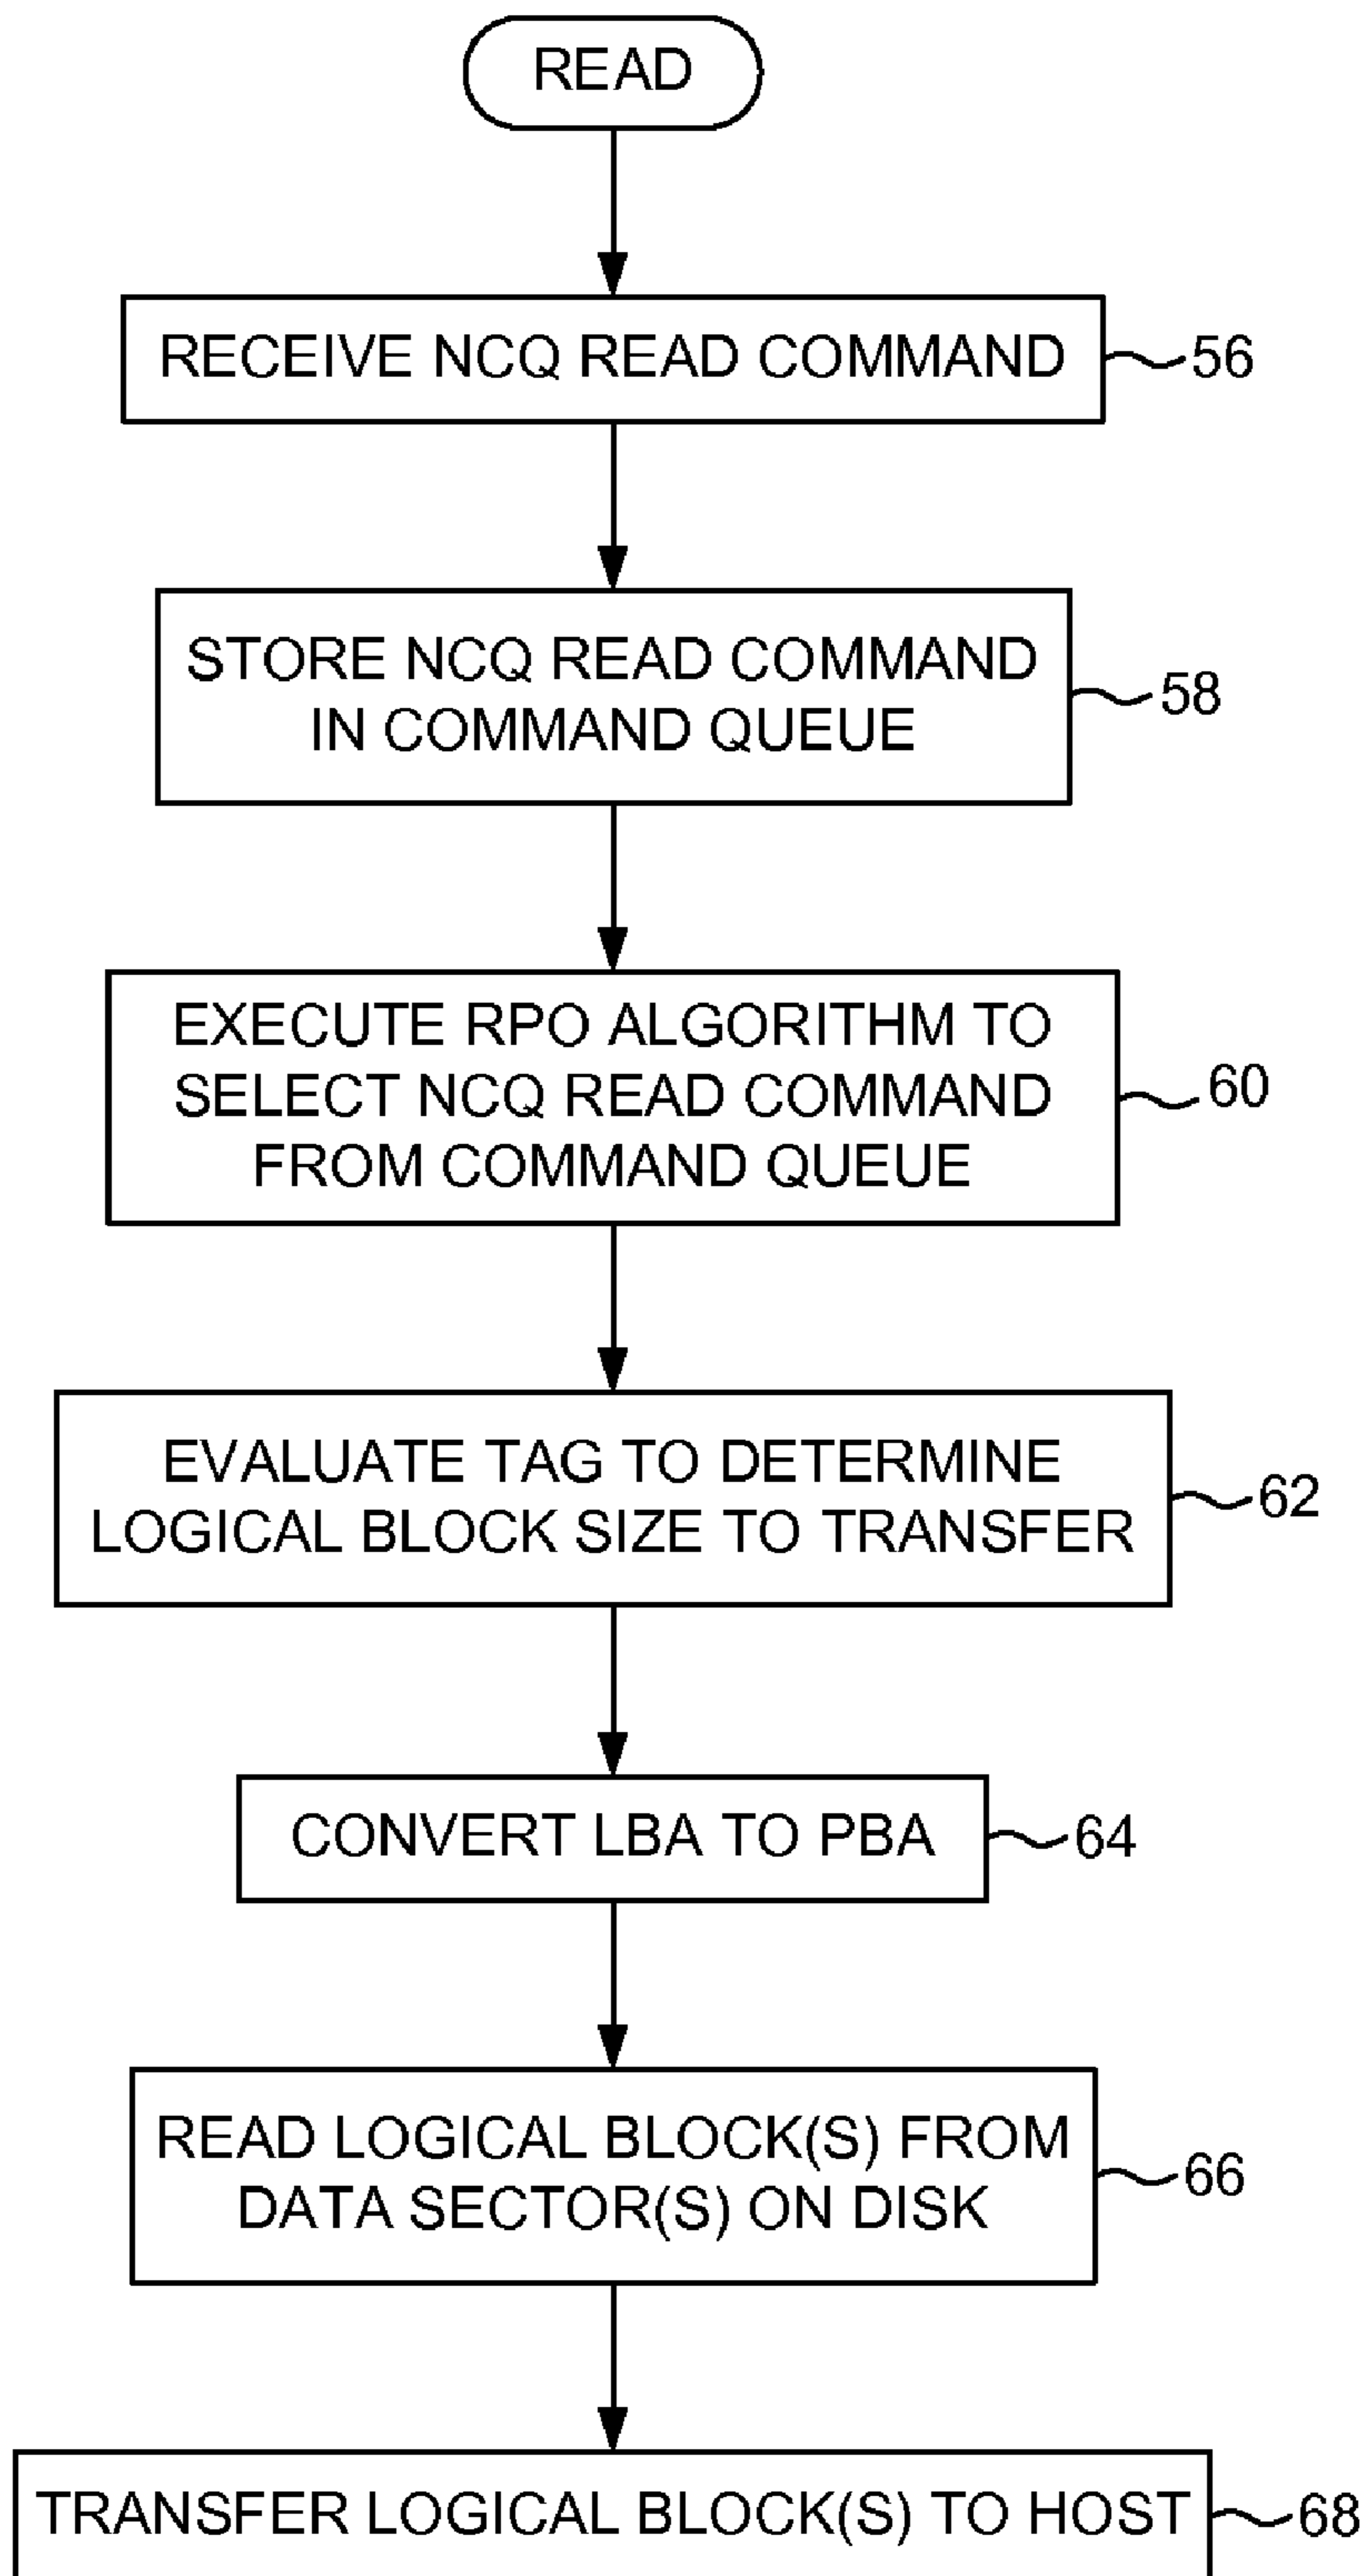 READ
RECEIVE NCQ READ COMMAND
56
STORE NCQ READ COMMAND
IN COMMAND QUEUE
58
EXECUTE RPO ALGORITHM TO
SELECT NCQ READ COMMAND
FROM COMMAND QUEUE
60
EVALUATE TAG TO DETERMINE
LOGICAL BLOCK SIZE TO TRANSFER
62
CONVERT LBA TO PBA
64
READ LOGICAL BLOCK(S) FROM
DATA SECTOR(S) ON DISK
66
TRANSFER LOGICAL BLOCK(S) TO HOST
68